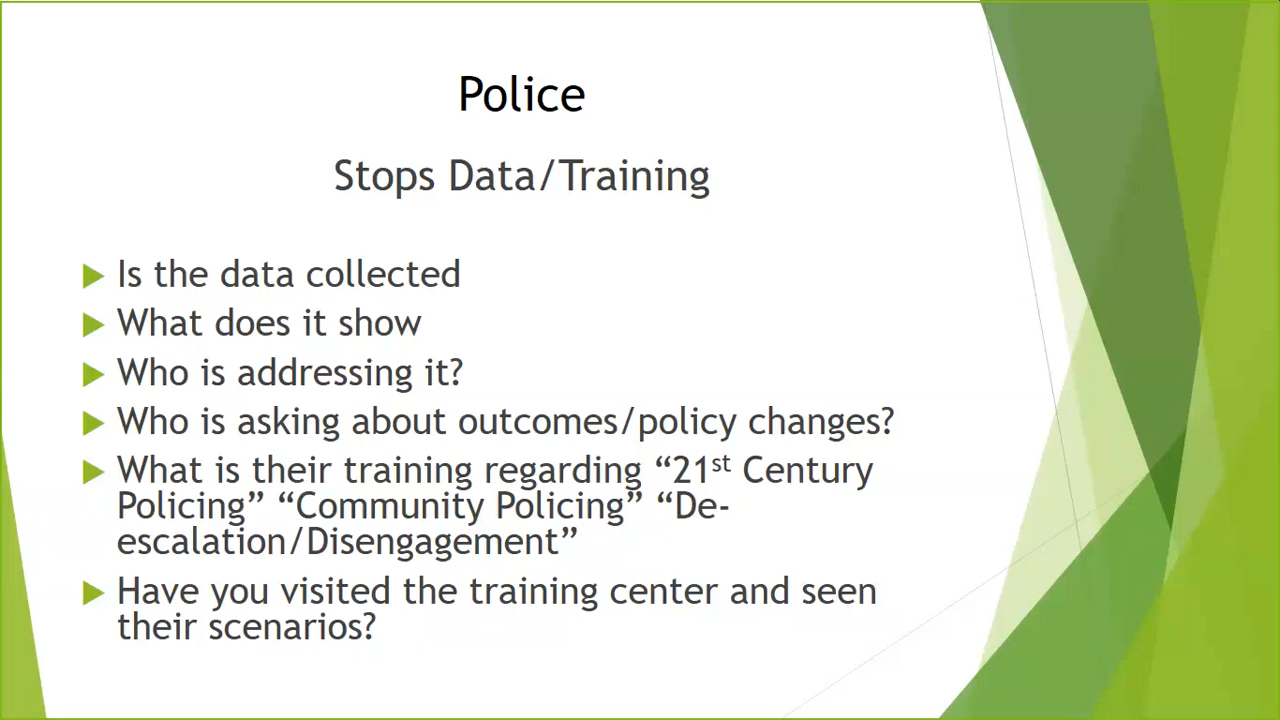 Police
Stops Data/Training
Is the data collected
What does it show
Who is addressing it?
Who is asking about outcomes/policy changes?
What is their training regarding “21st Century
Policing” “Community Policing” “De-
escalation/Disengagement”
Have you visited the training center and seen
their scenarios?